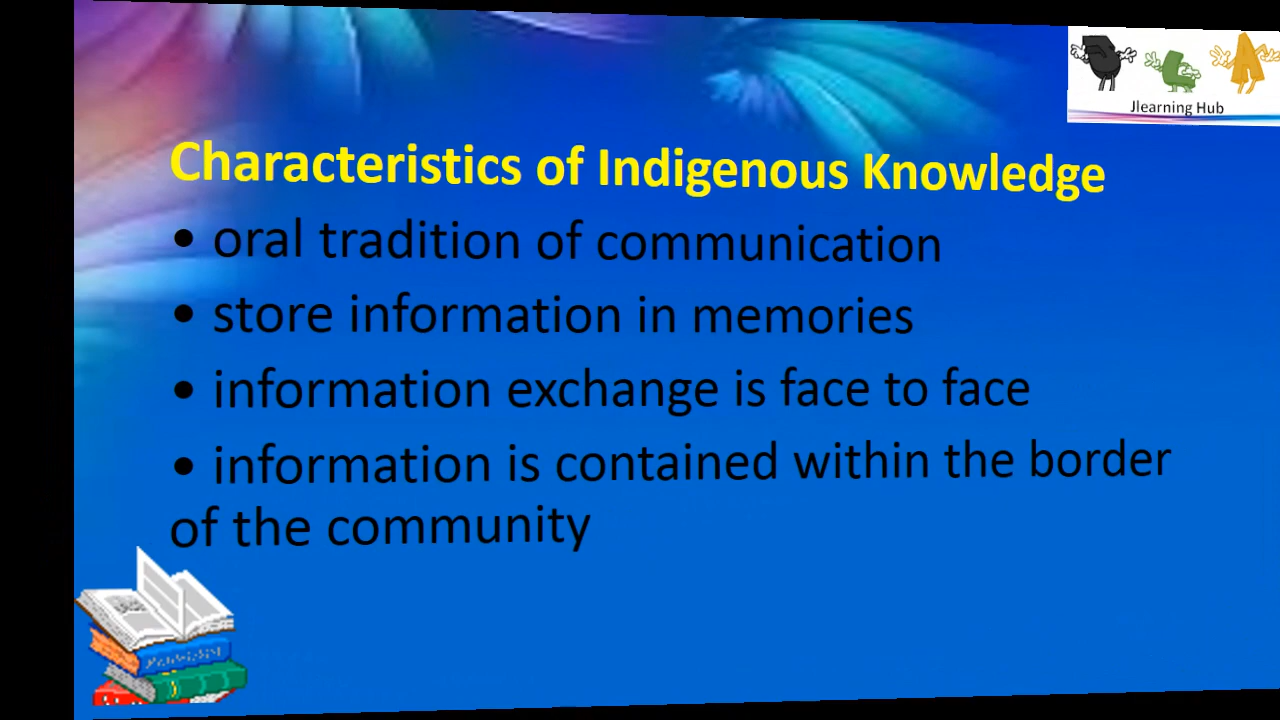 Jlearning Hub
Characteristics of Indigenous Knowledge
• oral tradition of communication
• store information in memories
• information exchange is face to face
• information is contained within the border
of the community